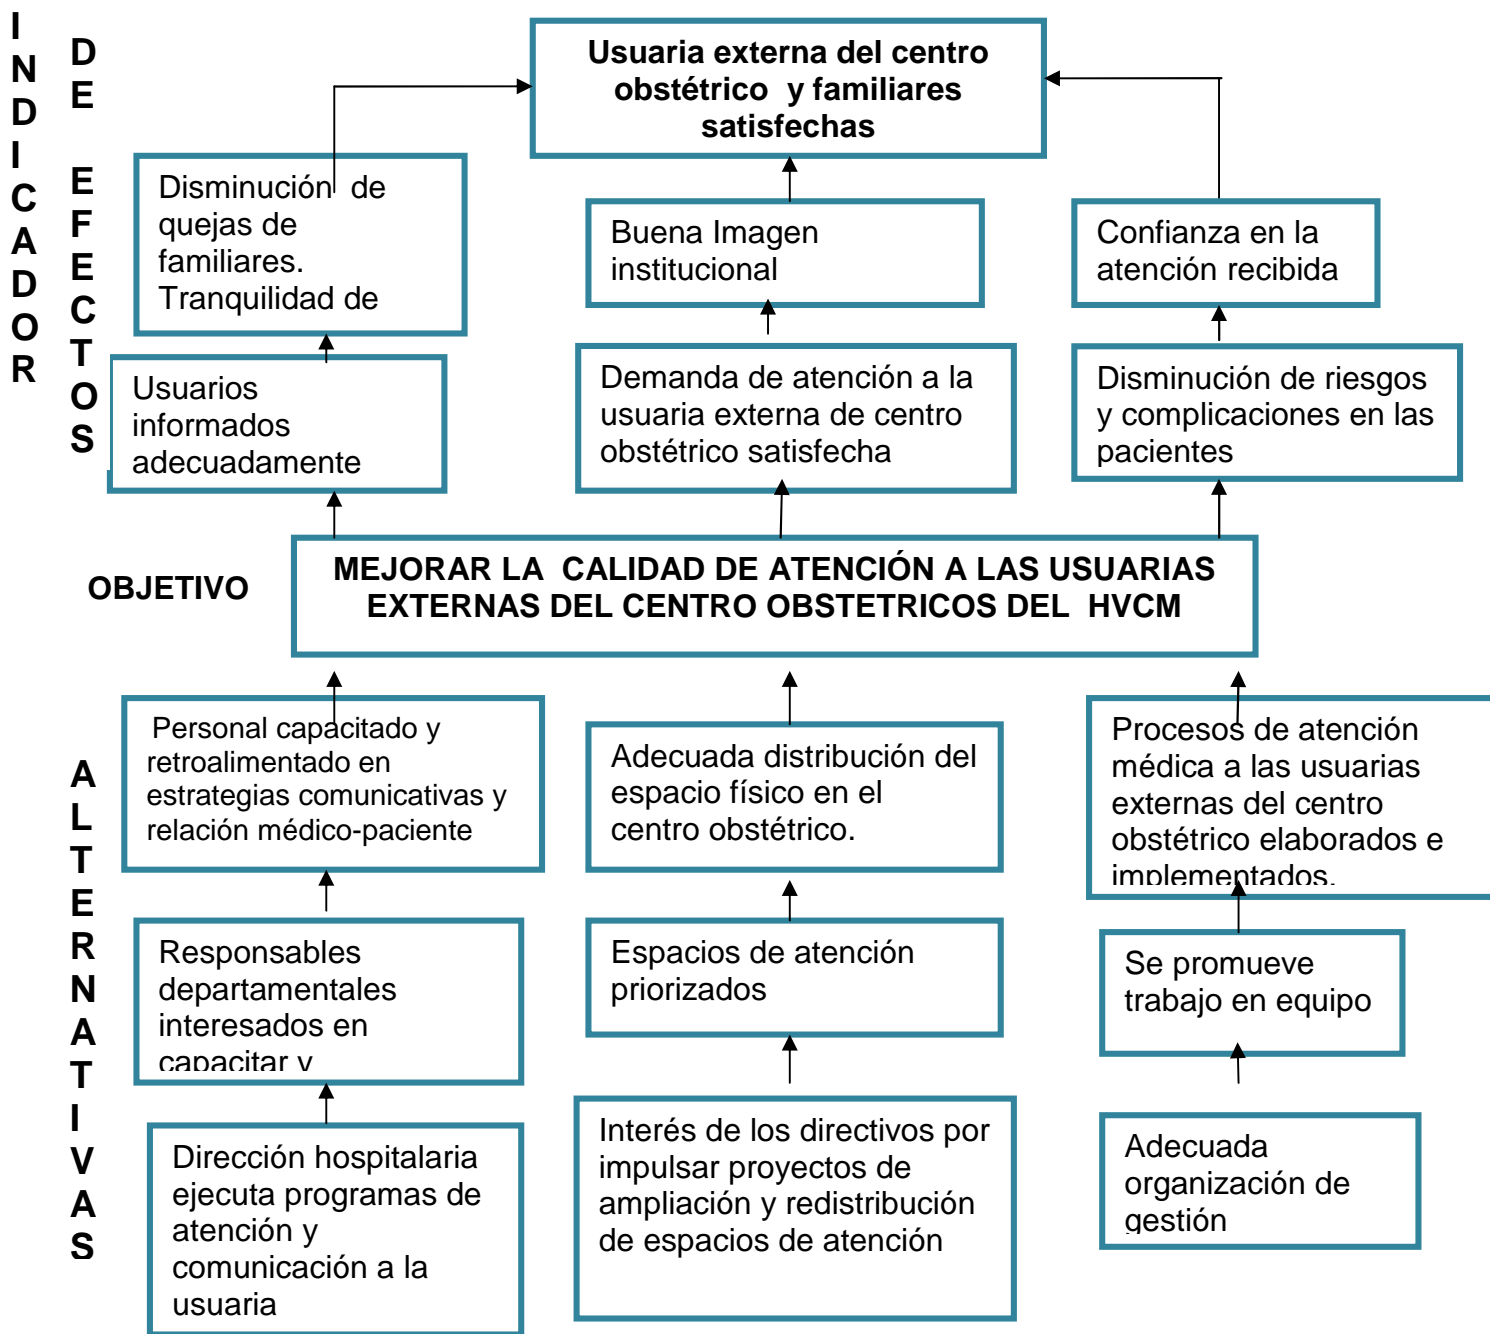 INDICADOR
DE EFECTOS
Usuaria externa del centro
obstétrico y familiares
satisfechas
Disminución de
quejas de
familiares.
Tranquilidad de
Buena Imagen
institucional
Confianza en la
atención recibida
Usuarios
informados
adecuadamente
Demanda de atención a la
usuaria externa de centro
obstétrico satisfecha
Disminución de riesgos
y complicaciones en las
pacientes
OBJETIVO
MEJORAR LA CALIDAD DE ATENCIÓN A LAS USUARIAS
EXTERNAS DEL CENTRO OBSTETRICOS DEL HVCM
ALTERNATIVAS
Personal capacitado y
retroalimentado en
estrategias comunicativas y
relación médico-paciente
Adecuada distribución del
espacio físico en el
centro obstétrico.
Procesos de atención
médica a las usuarias
externas del centro
obstétrico elaborados e
implementados.
Responsables
departamentales
interesados en
capacitar y
Espacios de atención
priorizados
Se promueve
trabajo en equipo
Dirección hospitalaria
ejecuta programas de
atención y
comunicación a la
usuaria
Interés de los directivos por
impulsar proyectos de
ampliación y redistribución
de espacios de atención
Adecuada
organización de
gestión